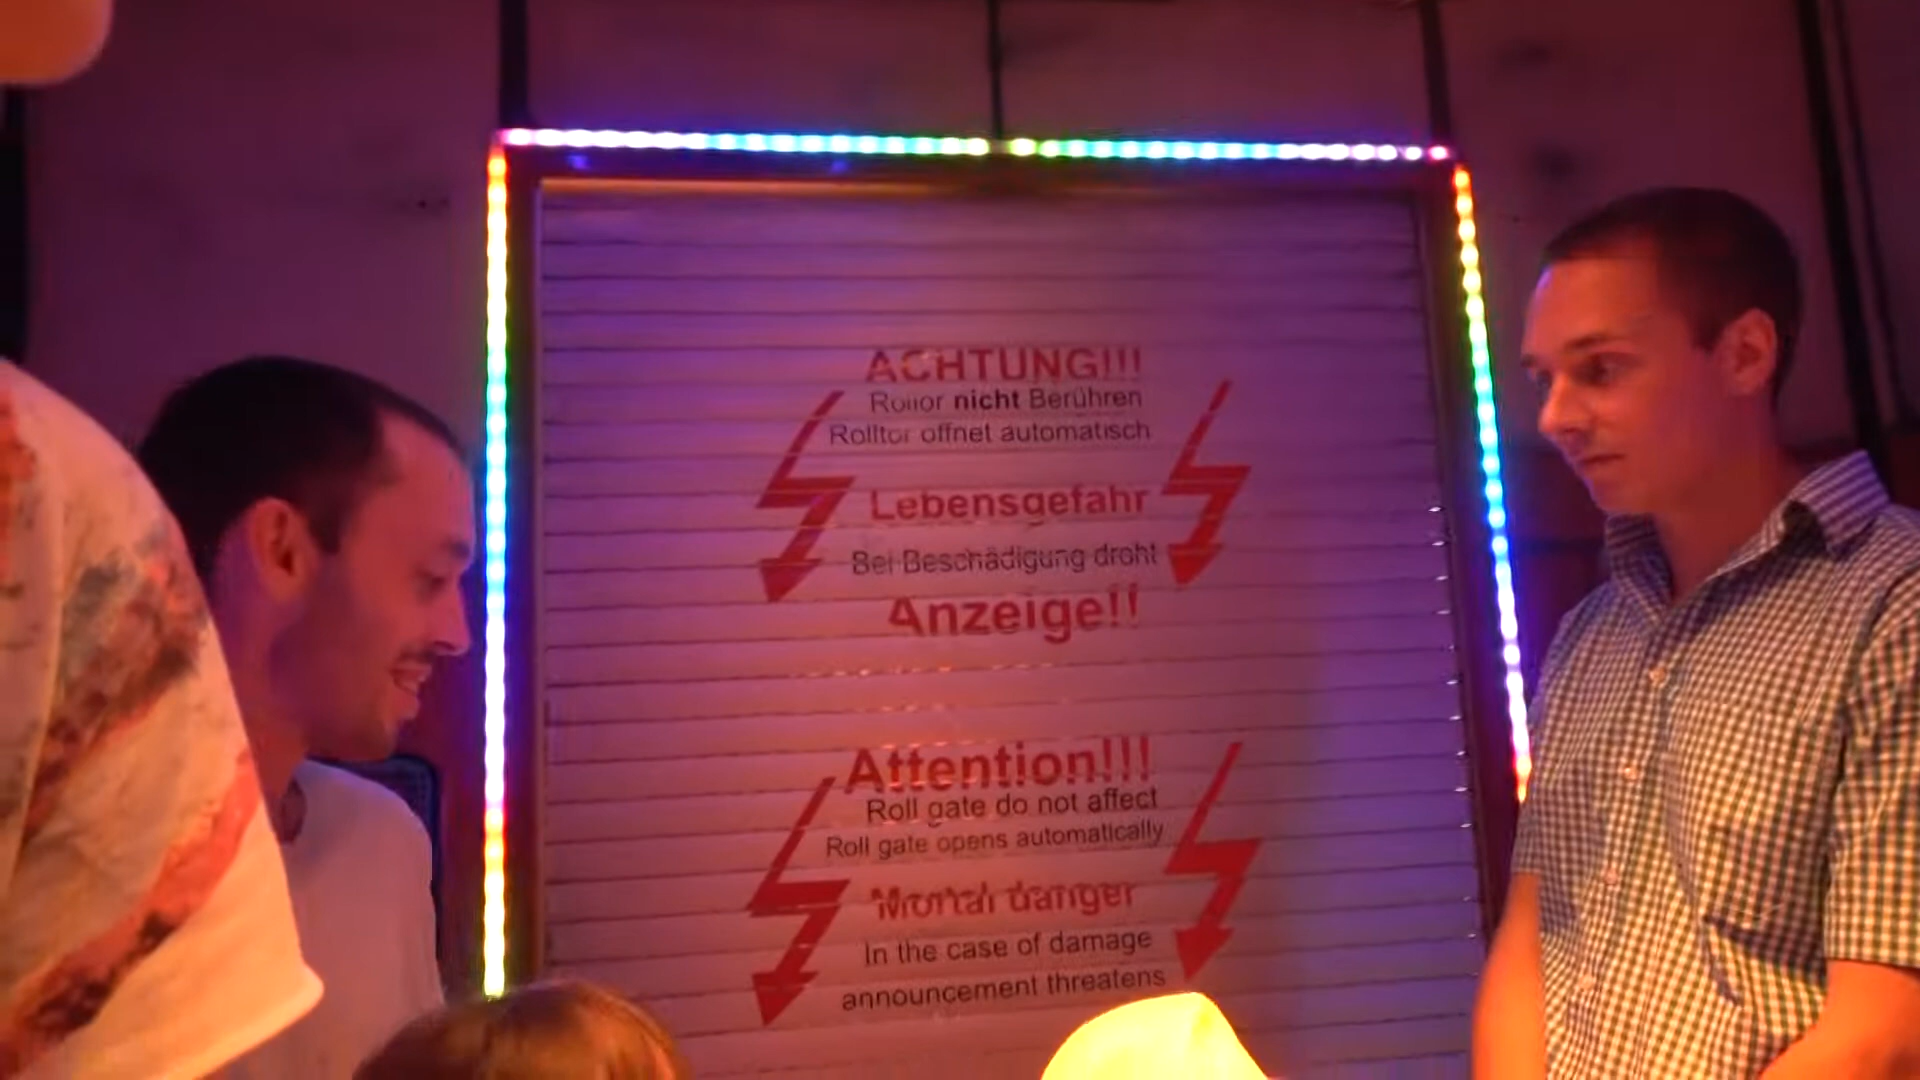 ACHTUNG!!!
Rolltor nicht Berühren
Rolltor öffnet automatisch
Lebensgefahr
Bei Beschädigung droht
Anzeige!!
Attention!!!
Roll gate do not affect
Roll gate opens automatically
Mortal danger
In the case of damage
announcement threatens